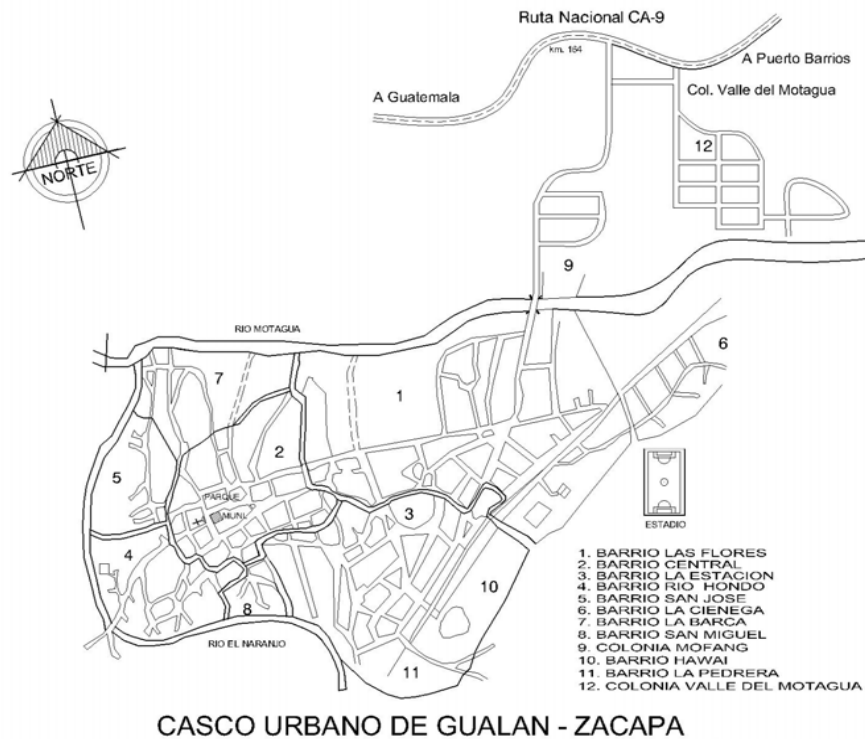 Ruta Nacional CA-9
km. 164
A Puerto Barrios
A Guatemala
Col. Valle del Motagua
12
NORTE
9
RIO MOTAGUA
6
7
1
2
5
PARQUE
MUNI.
3
ESTADIO
4
10
8
RIO EL NARANJO
11
1. BARRIO LAS FLORES
2. BARRIO CENTRAL
3. BARRIO LA ESTACION
4. BARRIO RIO HONDO
5. BARRIO SAN JOSE
6. BARRIO LA CIENEGA
7. BARRIO LA BARCA
8. BARRIO SAN MIGUEL
9. COLONIA MOFANG
10. BARRIO HAWAI
11. BARRIO LA PEDRERA
12. COLONIA VALLE DEL MOTAGUA
CASCO URBANO DE GUALAN - ZACAPA